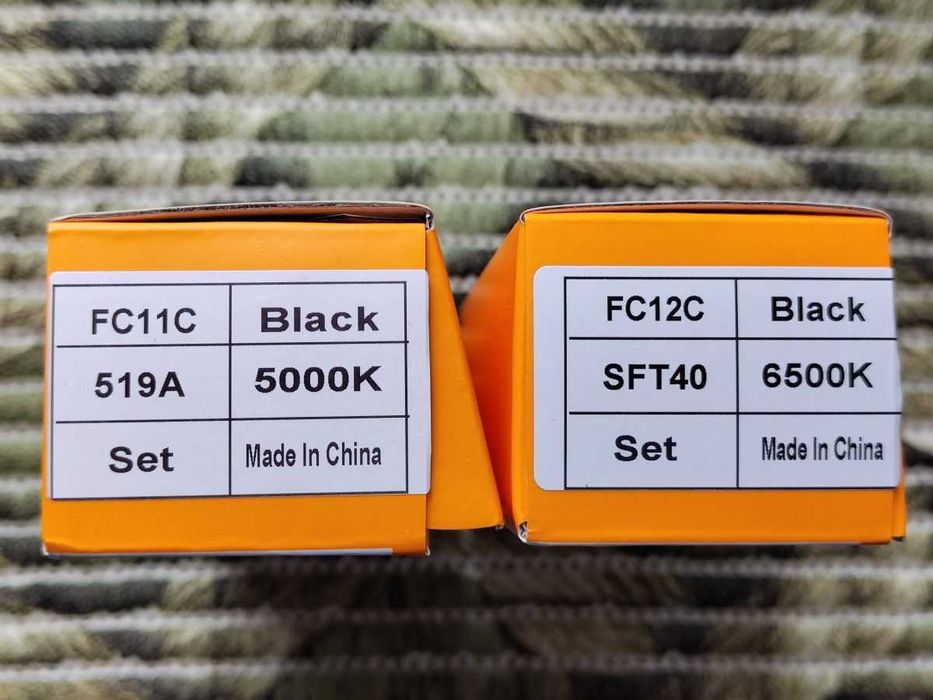 FC11C Black
519A 5000K
Set Made In China
FC12C Black
SFT40 6500K
Set Made In China